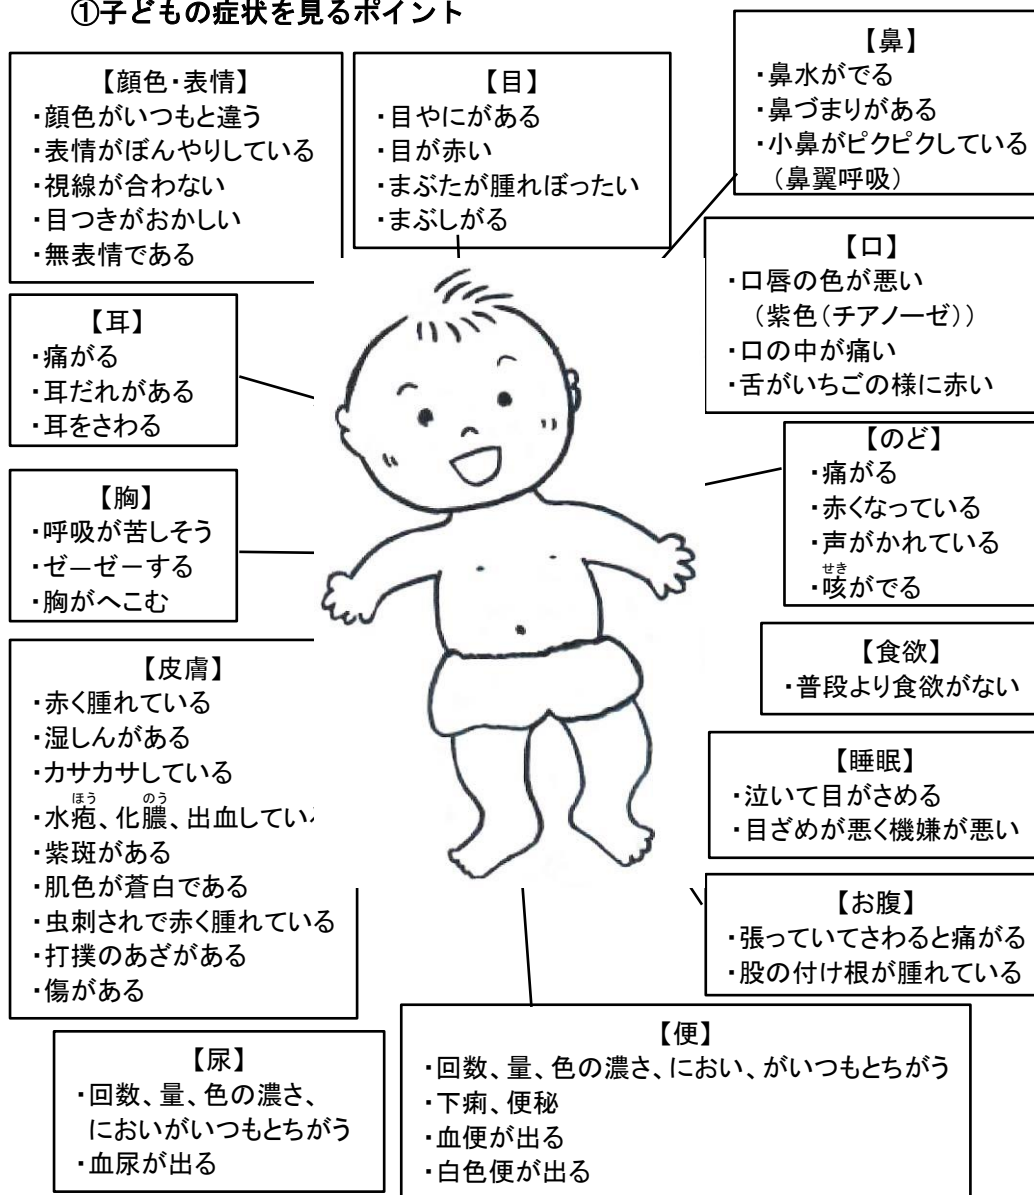 ①子どもの症状を見るポイント
【顔色・表情】
・顔色がいつもと違う
・表情がぼんやりしている
・視線が合わない
・目つきがおかしい
・無表情である
【目】
・目やにがある
・目が赤い
・まぶたが腫れぼったい
・まぶしがる
【鼻】
・鼻水がでる
・鼻づまりがある
・小鼻がピクピクしている
（鼻翼呼吸）
【口】
・口唇の色が悪い
（紫色（チアノーゼ））
・口の中が痛い
・舌がいちごの様に赤い
【耳】
・痛がる
・耳だれがある
・耳をさわる
【のど】
・痛がる
・赤くなっている
・声がかれている
せき
・咳がでる
【胸】
・呼吸が苦しそう
・ゼーゼーする
・胸がへこむ
【食欲】
・普段より食欲がない
【皮膚】
・赤く腫れている
・湿しんがある
・カサカサしている
ほう のう
・水疱、化膿、出血してい
・紫斑がある
・肌色が蒼白である
・虫刺されで赤く腫れている
・打撲のあざがある
・傷がある
【睡眠】
・泣いて目がさめる
・目ざめが悪く機嫌が悪い
【お腹】
・張っていてさわると痛がる
・股の付け根が腫れている
【尿】
・回数、量、色の濃さ、
においがいつもとちがう
・血尿が出る
【便】
・回数、量、色の濃さ、におい、がいつもとちがう
・下痢、便秘
・血便が出る
・白色便が出る